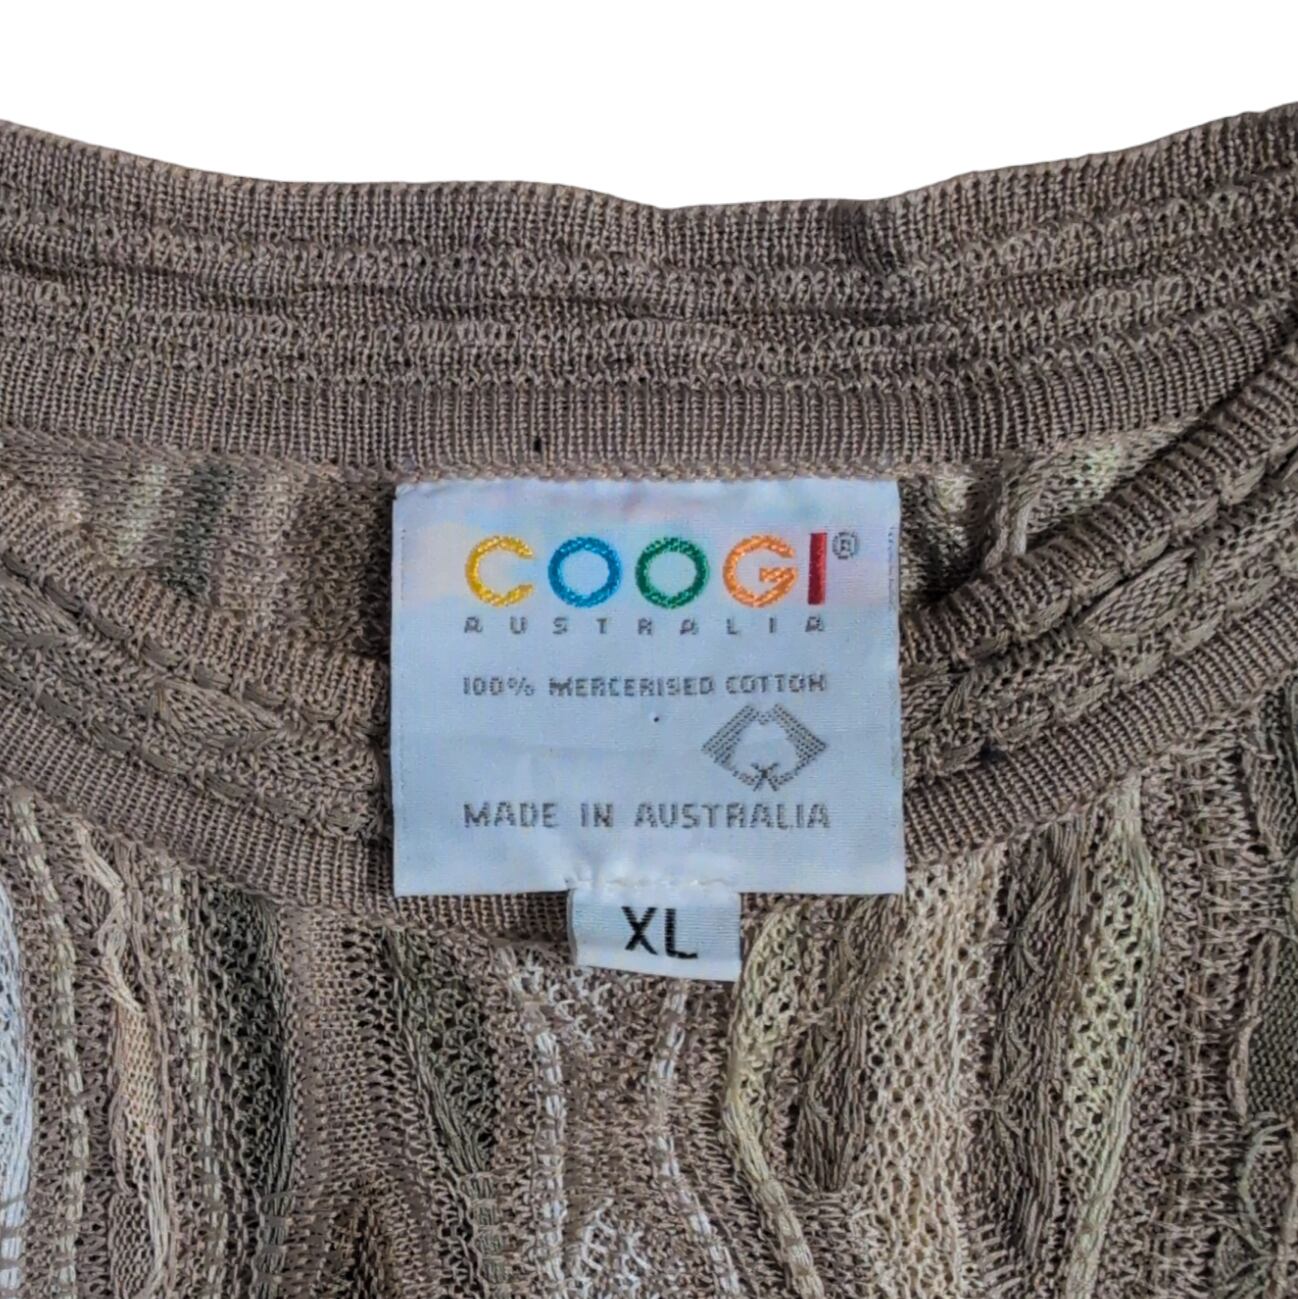 COOGI®
AUSTRALIA
100% MERCERISED COTTON
MADE IN AUSTRALIA
XL